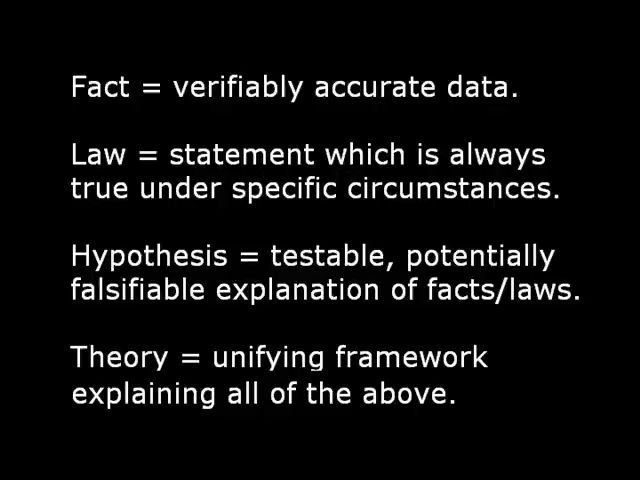 Fact = verifiably accurate data.
Law = statement which is always
true under specific circumstances.
Hypothesis = testable, potentially
falsifiable explanation of facts/laws.
Theory = unifying framework
explaining all of the above.